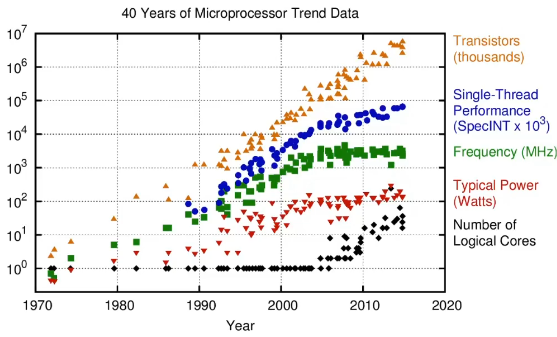 40 Years of Microprocessor Trend Data
10^7
10^6
10^5
10^4
10^3
10^2
10^1
10^0
1970 1980 1990 2000 2010 2020
Year
Transistors
(thousands)
Single-Thread
Performance
(SpecINT x 10^3)
Frequency (MHz)
Typical Power
(Watts)
Number of
Logical Cores